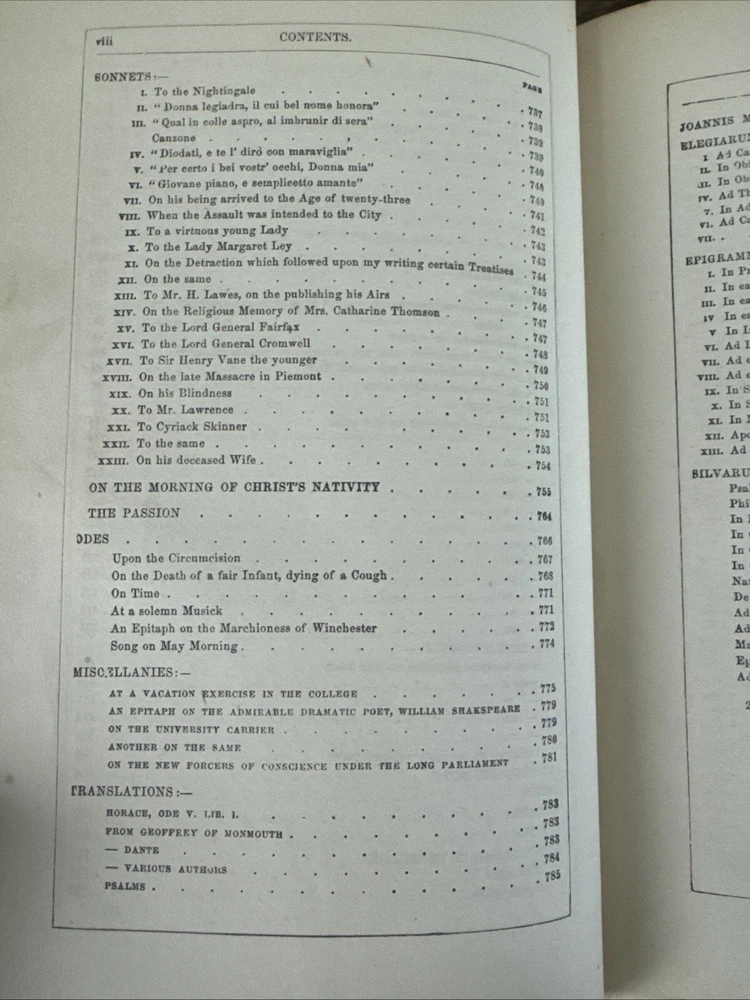 viii CONTENTS.
SONNETS:—
PAGE
I. To the Nightingale . . . . . . . 737
II. "Donna legiadra, il cui bel nome honora" . . . . 738
III. "Qual in colle aspro, al imbrunir di sera" . . . . 739
Canzone . . . . . . . . 739
IV. "Diodati, e te l' dirò con maraviglia" . . . . . 740
V. "Per certo i bei vostr' occhi, Donna mia" . . . . 740
VI. "Giovane piano, e semplicetto amante" . . . . 740
VII. On his being arrived to the Age of twenty-three . . . 741
VIII. When the Assault was intended to the City . . . . 742
IX. To a virtuous young Lady . . . . . . 743
X. To the Lady Margaret Ley . . . . . . 743
XI. On the Detraction which followed upon my writing certain Treatises . 744
XII. On the same . . . . . . . . 745
XIII. To Mr. H. Lawes, on the publishing his Airs . . . . 746
XIV. On the Religious Memory of Mrs. Catharine Thomson . . . 747
XV. To the Lord General Fairfax . . . . . . 747
XVI. To the Lord General Cromwell . . . . . 748
XVII. To Sir Henry Vane the younger . . . . . 749
XVIII. On the late Massacre in Piemont . . . . . . 750
XIX. On his Blindness . . . . . . . 751
XX. To Mr. Lawrence . . . . . . . 751
XXI. To Cyriack Skinner . . . . . . . 753
XXII. To the same . . . . . . . . 753
XXIII. On his deceased Wife . . . . . . . 754
ON THE MORNING OF CHRIST'S NATIVITY . . . . . 755
THE PASSION . . . . . . . . . 764
ODES . . . . . . . . . . 766
Upon the Circumcision . . . . . . . 767
On the Death of a fair Infant, dying of a Cough . . . . . 768
On Time . . . . . . . . . 771
At a solemn Musick . . . . . . . . 771
An Epitaph on the Marchioness of Winchester . . . . 772
Song on May Morning . . . . . . . . 774
MISCELLANIES:—
AT A VACATION EXERCISE IN THE COLLEGE . . . . . 775
AN EPITAPH ON THE ADMIRABLE DRAMATIC POET, WILLIAM SHAKSPEARE . 779
ON THE UNIVERSITY CARRIER . . . . . . . 779
ANOTHER ON THE SAME . . . . . . . 780
ON THE NEW FORCERS OF CONSCIENCE UNDER THE LONG PARLIAMENT . 781
TRANSLATIONS:—
HORACE, ODE V. LIB. I. . . . . . . . 783
FROM GEOFFREY OF MONMOUTH . . . . . . . 783
— DANTE . . . . . . . . . 783
— VARIOUS AUTHORS . . . . . . . 784
PSALMS . . . . . . . . . . 785
JOANNIS M
ELEGIARUM
I Ad Ca
II. In Obi
III. In Ob
IV. Ad Th
V. In Ad
VI. Ad Ca
VII. .
EPIGRAMM
I. In Pr
II. In ea
III. In ea
IV In ea
V In I
VI. Ad L
VII. Ad e
VIII. Ad e
IX. In S
X. In S
XI. In N
XII. Apo
XIII. Ad
SILVARU
Psa
Phi
In
In
In
In
Na
De
Ad
Ad
Ma
Ep
Ad
2